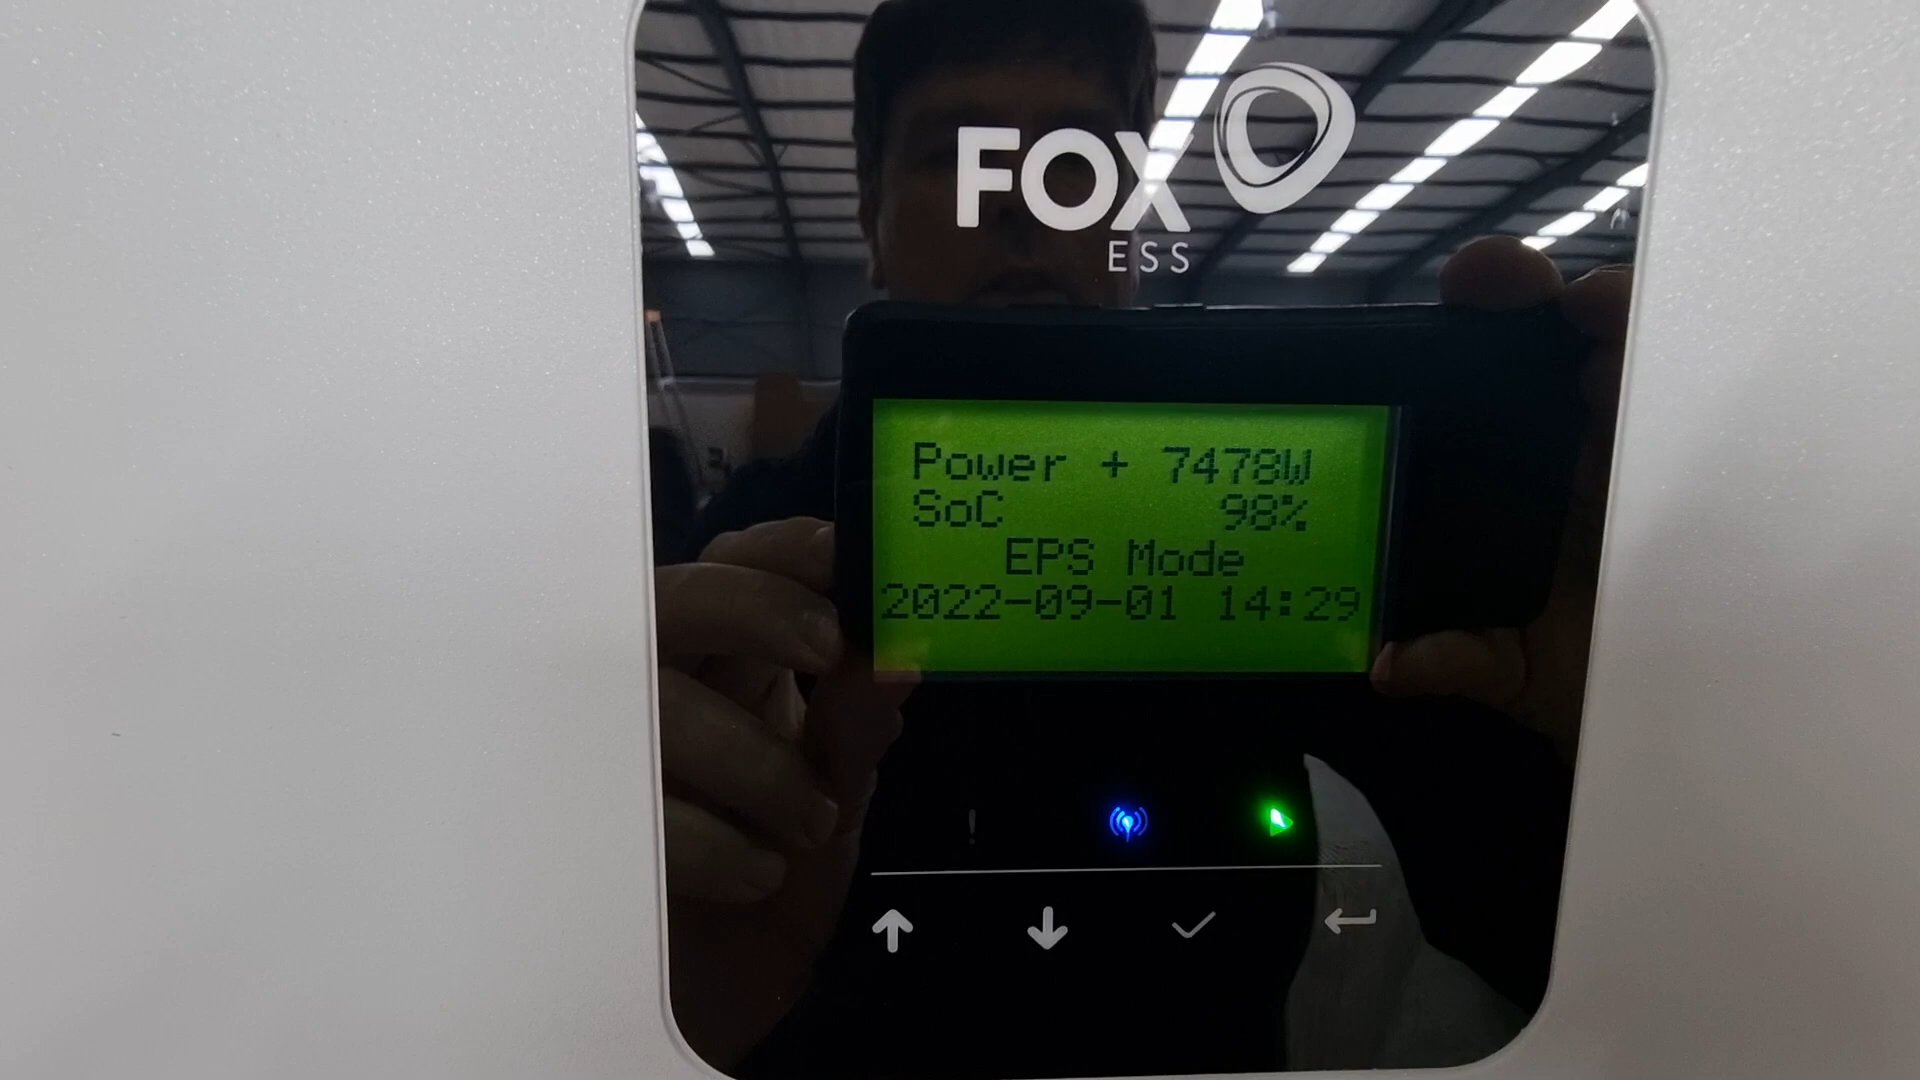 FOX
ESS
Power + 7478W
SoC 98%
EPS Mode
2022-09-01 14:29